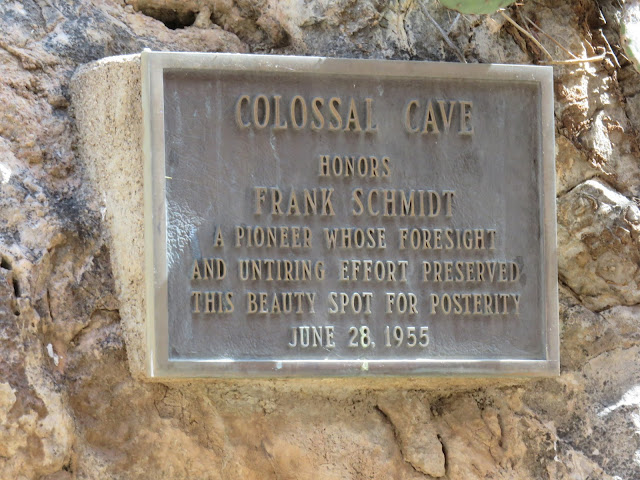 COLOSSAL CAVE
HONORS
FRANK SCHMIDT
A PIONEER WHOSE FORESIGHT
AND UNTIRING EFFORT PRESERVED
THIS BEAUTY SPOT FOR POSTERITY
JUNE 28, 1955